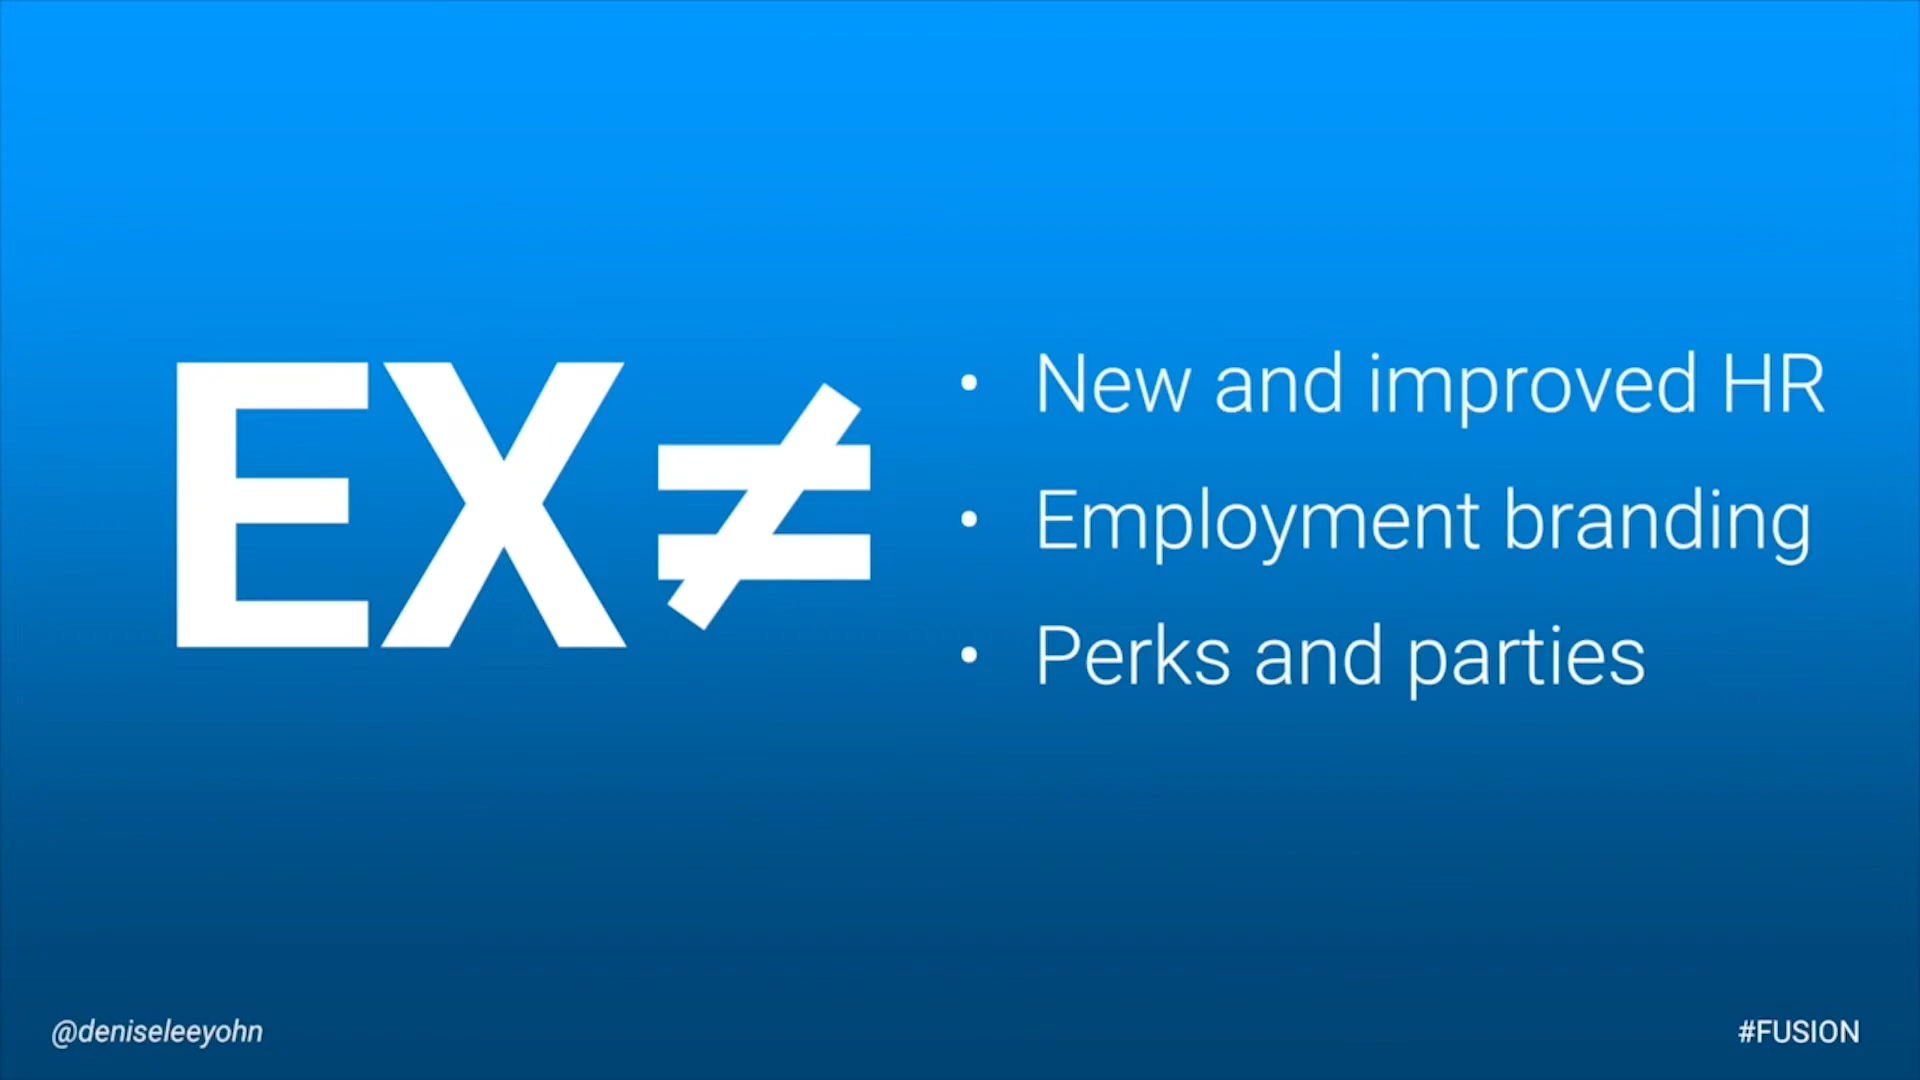 EX ≠
• New and improved HR
• Employment branding
• Perks and parties
@deniseleeyohn
#FUSION